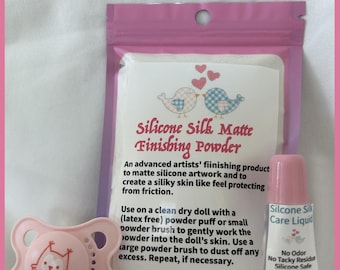 Silicone Silk Matte
Finishing Powder
An advanced artists' fiinishing product
to matte silicone artwork and to
create a siliky skin like feel protecting
from friction.
Use on a clean dry doll with a
(latex free) powder puff or small
powder brush to gently work the
powder into the doll's skin. Use a
large powder brush to dust off any
excess. Repeat, if necessary.
Silcone Silk
Care Liquid
No Odor
No Tacky Residue
Silicone Safe